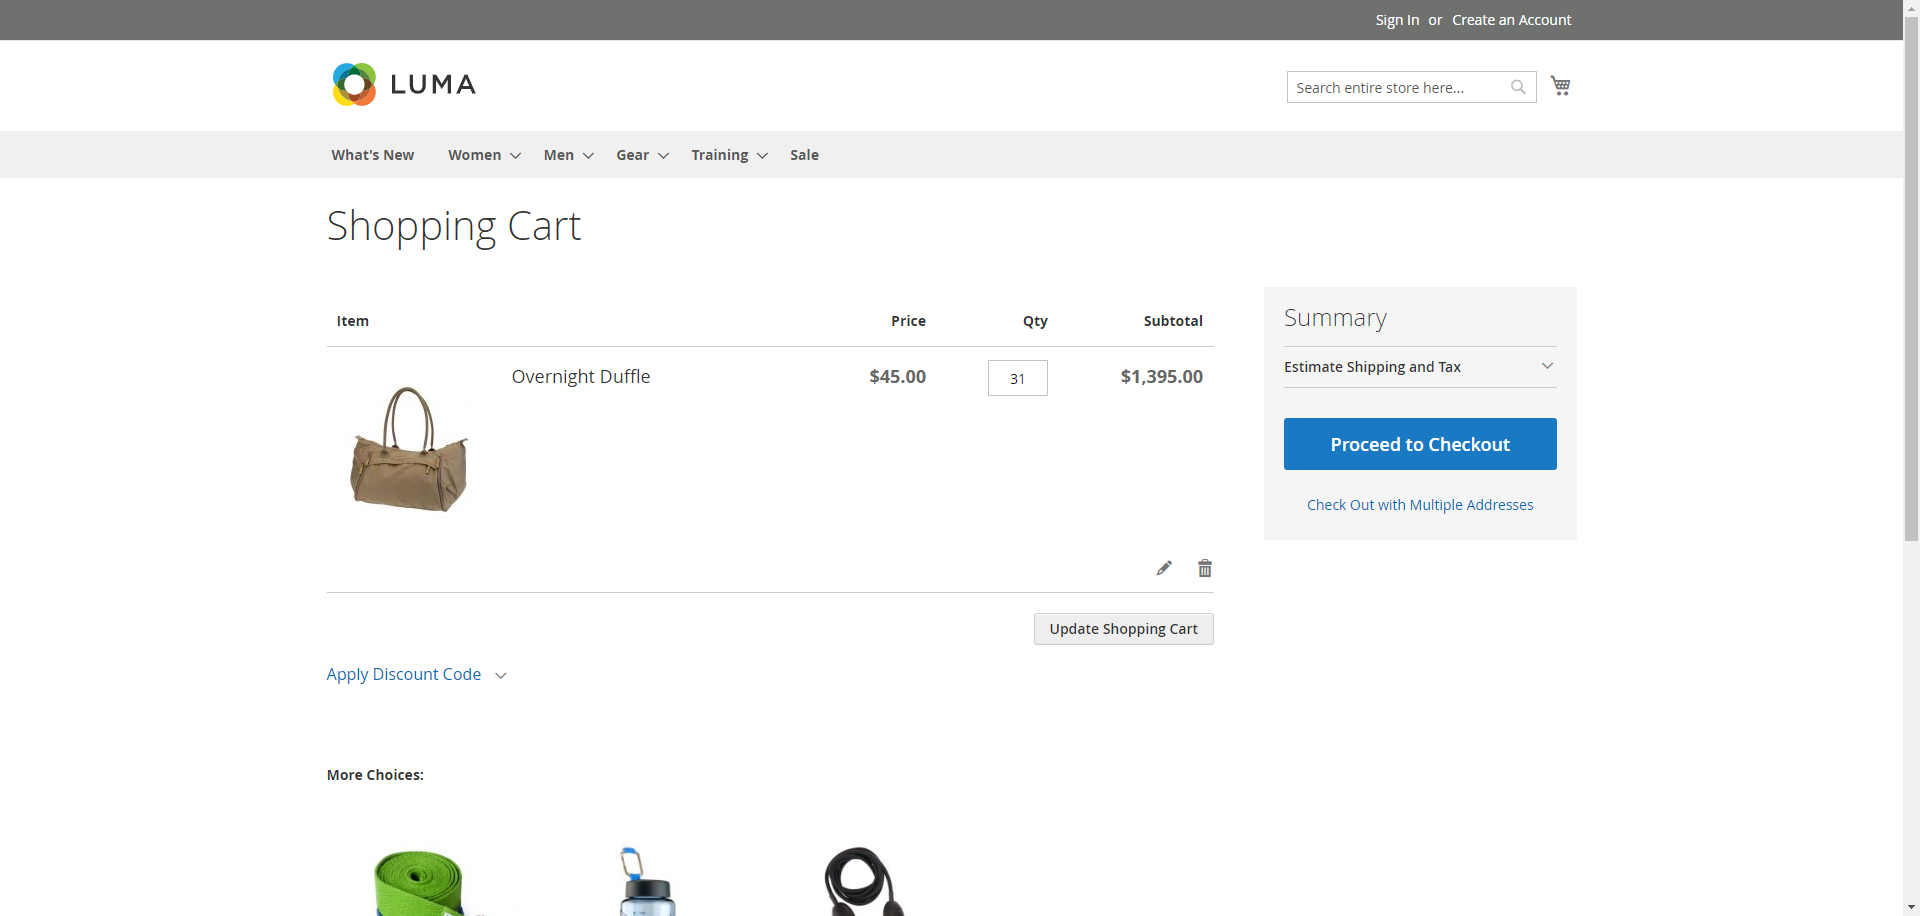 Sign In or Create an Account
LUMA
Search entire store here...
What's New Women Men Gear Training Sale
Shopping Cart
Item Price Qty Subtotal
Overnight Duffle $45.00 31 $1,395.00
Update Shopping Cart
Apply Discount Code
Summary
Estimate Shipping and Tax
Proceed to Checkout
Check Out with Multiple Addresses
More Choices: